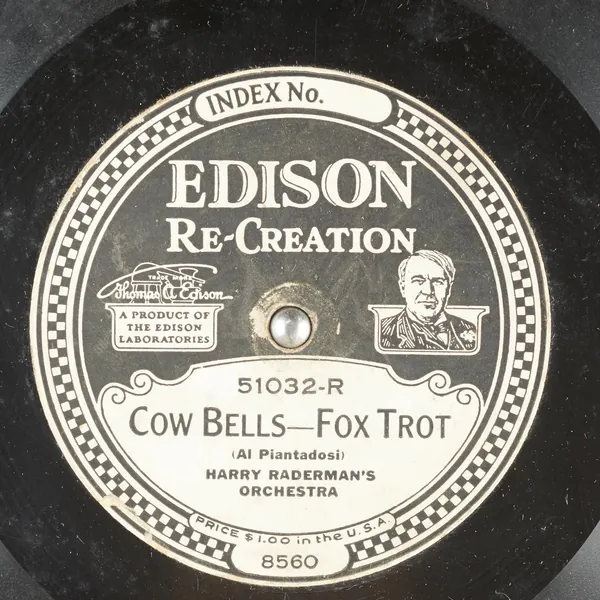 INDEX No.
EDISON
RE-CREATION
TRADE MARK
Thomas A Edison
A PRODUCT OF
THE EDISON
LABORATORIES
51032-R
COW BELLS—FOX TROT
(Al Piantadosi)
HARRY RADERMAN'S
ORCHESTRA
PRICE $1.00 in the U.S.A.
8560